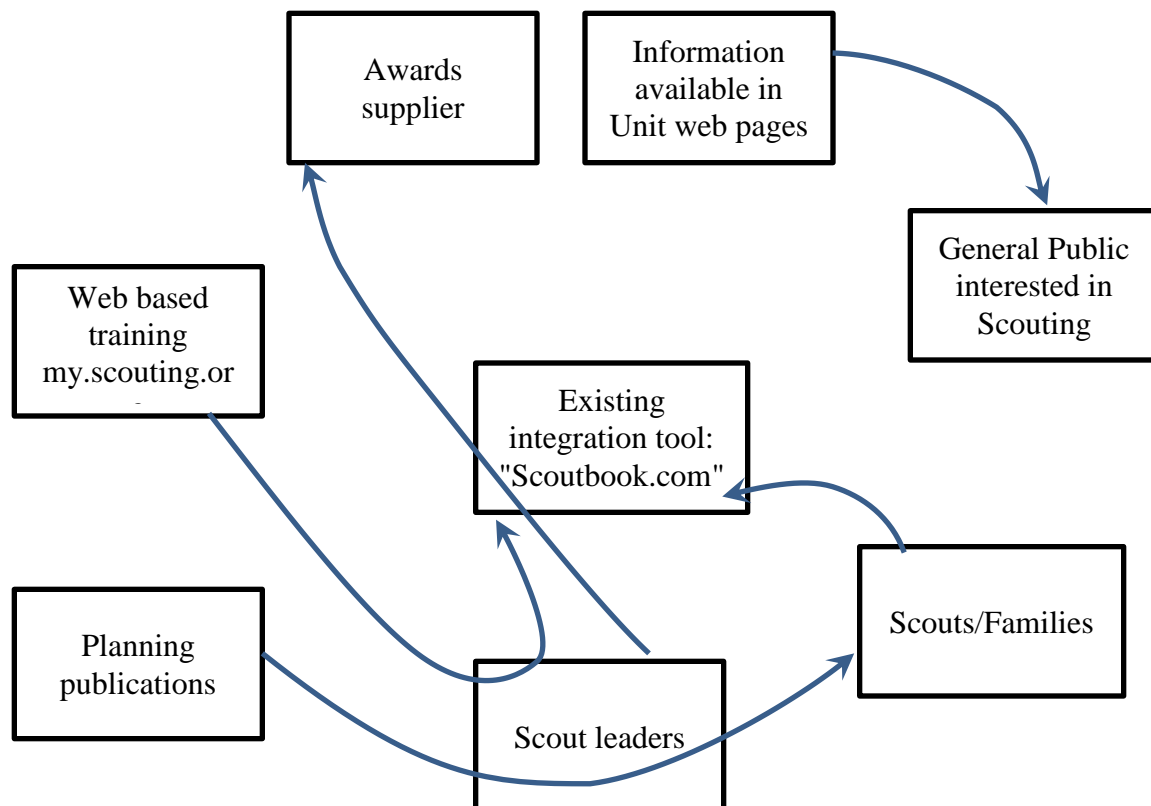 Awards
supplier
Information
available in
Unit web pages
General Public
interested in
Scouting
Web based
training
my.scouting.or
Existing
integration tool:
"Scoutbook.com"
Scouts/Families
Planning
publications
Scout leaders